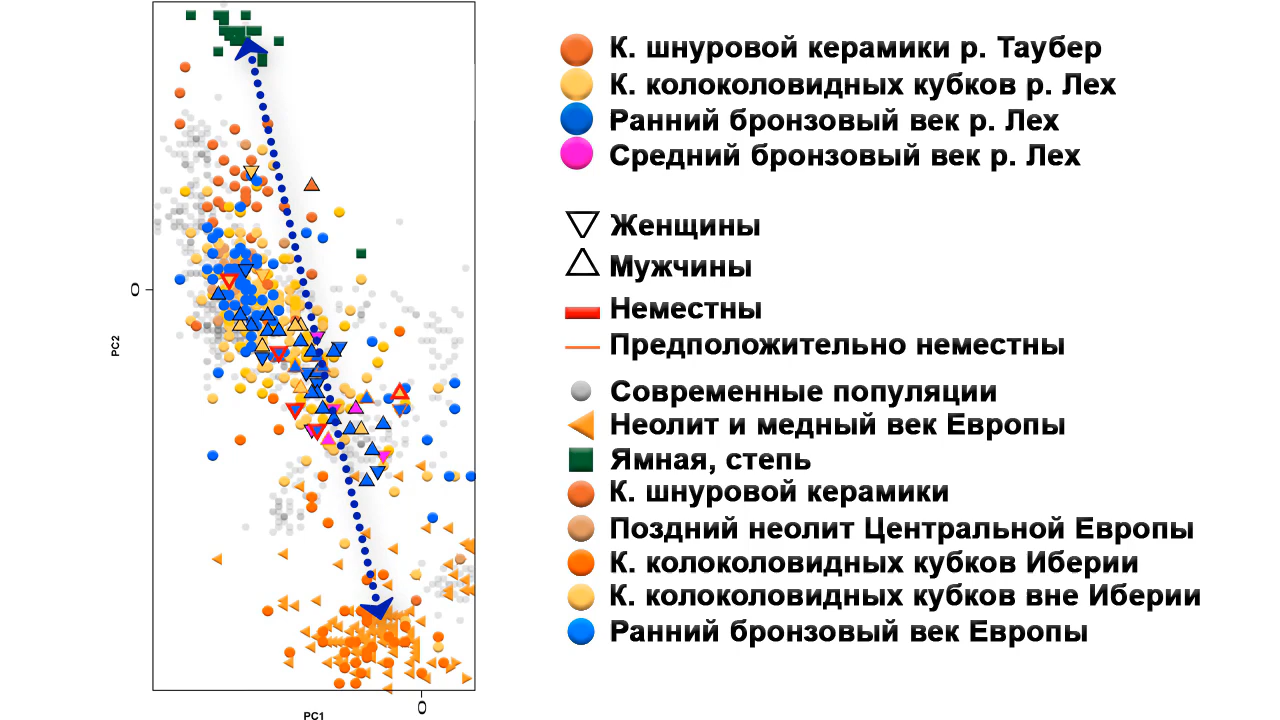 К. шнуровой керамики р. Таубер
К. колоколовидных кубков р. Лех
Ранний бронзовый век р. Лех
Средний бронзовый век р. Лех
Женщины
Мужчины
Неместны
Предположительно неместны
Современные популяции
Неолит и медный век Европы
Ямная, степь
К. шнуровой керамики
Поздний неолит Центральной Европы
К. колоколовидных кубков Иберии
К. колоколовидных кубков вне Иберии
Ранний бронзовый век Европы
0
PC2
0
PC1